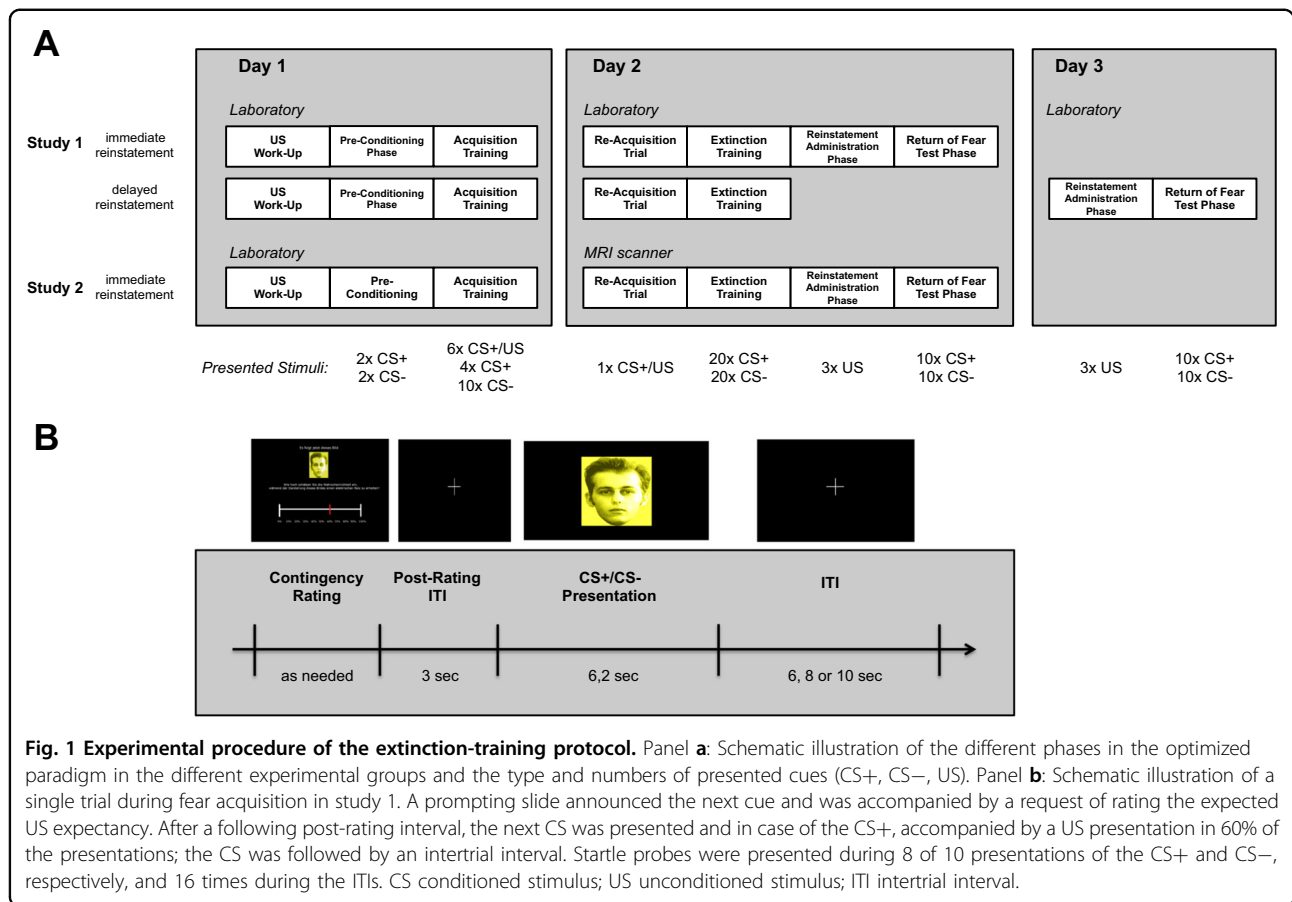 A
Day 1
Day 2
Day 3
Laboratory
Laboratory
Laboratory
Study 1
immediate
reinstatement
US
Work-Up
Pre-Conditioning
Phase
Acquisition
Training
Re-Acquisition
Trial
Extinction
Training
Reinstatement
Administration
Phase
Return of Fear
Test Phase
delayed
reinstatement
US
Work-Up
Pre-Conditioning
Phase
Acquisition
Training
Re-Acquisition
Trial
Extinction
Training
Reinstatement
Administration
Phase
Return of Fear
Test Phase
Laboratory
MRI scanner
Study 2
immediate
reinstatement
US
Work-Up
Pre-
Conditioning
Acquisition
Training
Re-Acquisition
Trial
Extinction
Training
Reinstatement
Administration
Phase
Return of Fear
Test Phase
Presented Stimuli:
2x CS+
2x CS-
6x CS+/US
4x CS+
10x CS-
1x CS+/US
20x CS+
20x CS-
3x US
10x CS+
10x CS-
3x US
10x CS+
10x CS-
B
Contingency
Rating
Post-Rating
ITI
CS+/CS-
Presentation
ITI
as needed
3 sec
6,2 sec
6, 8 or 10 sec
Fig. 1 Experimental procedure of the extinction-training protocol. Panel a: Schematic illustration of the different phases in the optimized
paradigm in the different experimental groups and the type and numbers of presented cues (CS+, CS−, US). Panel b: Schematic illustration of a
single trial during fear acquisition in study 1. A prompting slide announced the next cue and was accompanied by a request of rating the expected
US expectancy. After a following post-rating interval, the next CS was presented and in case of the CS+, accompanied by a US presentation in 60% of
the presentations; the CS was followed by an intertrial interval. Startle probes were presented during 8 of 10 presentations of the CS+ and CS−,
respectively, and 16 times during the ITIs. CS conditioned stimulus; US unconditioned stimulus; ITI intertrial interval.